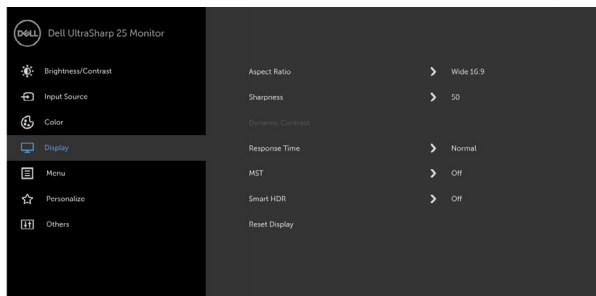 DELL Dell UltraSharp 25 Monitor
Brightness/Contrast
Input Source
Color
Display
Menu
Personalize
Others
Aspect Ratio Wide 16:9
Sharpness 50
Dynamic Contrast
Response Time Normal
MST Off
Smart HDR Off
Reset Display